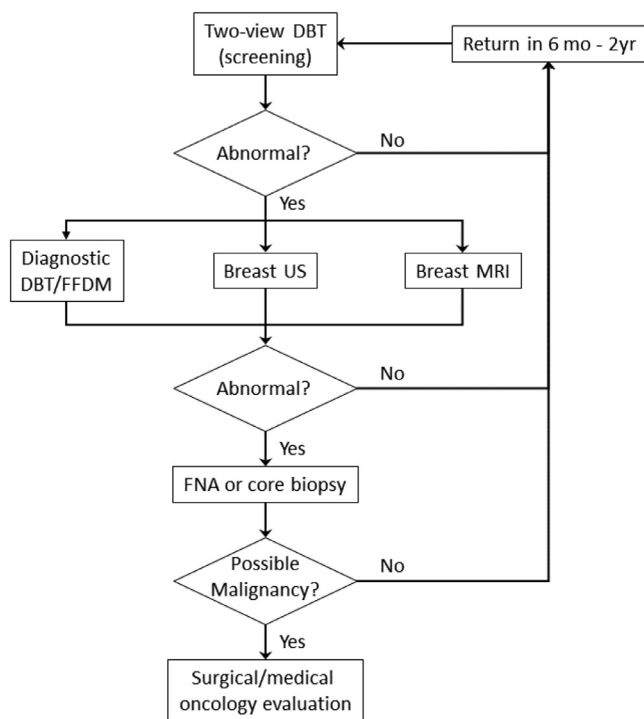 Two-view DBT
(screening)
Return in 6 mo - 2yr
Abnormal?
No
Yes
Diagnostic
DBT/FFDM
Breast US
Breast MRI
Abnormal?
No
Yes
FNA or core biopsy
Possible
Malignancy?
No
Yes
Surgical/medical
oncology evaluation